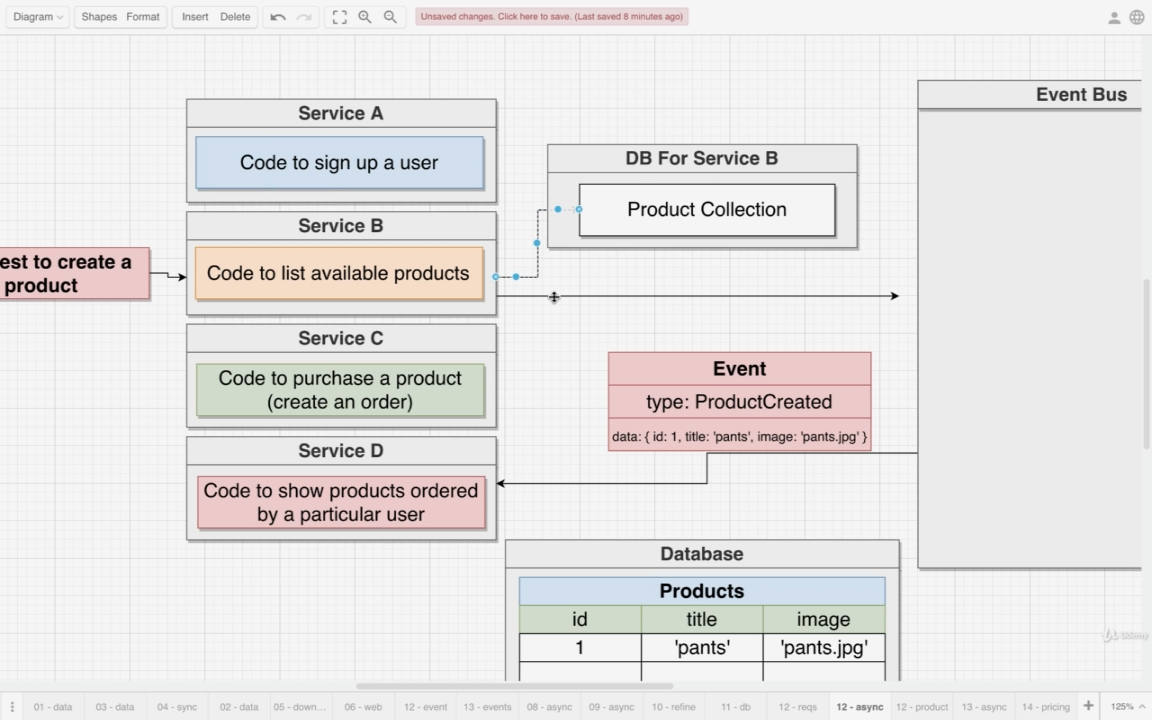 Diagram
Shapes
Format
Insert
Delete
Unsaved changes. Click here to save. (Last saved 8 minutes ago)
Event Bus
Service A
Code to sign up a user
DB For Service B
Product Collection
Service B
Code to list available products
est to create a
product
Service C
Code to purchase a product
(create an order)
Event
type: ProductCreated
data: { id: 1, title: 'pants', image: 'pants.jpg' }
Service D
Code to show products ordered
by a particular user
Database
Products
id
title
image
1
'pants'
'pants.jpg'
Udemy
01 - data
03 - data
04 - sync
02 - data
05 - down...
06 - web
12 - event
13 - events
08 - async
09 - async
10 - refine
11 - db
12 - reqs
12 - async
12 - product
13 - async
14 - pricing
125%